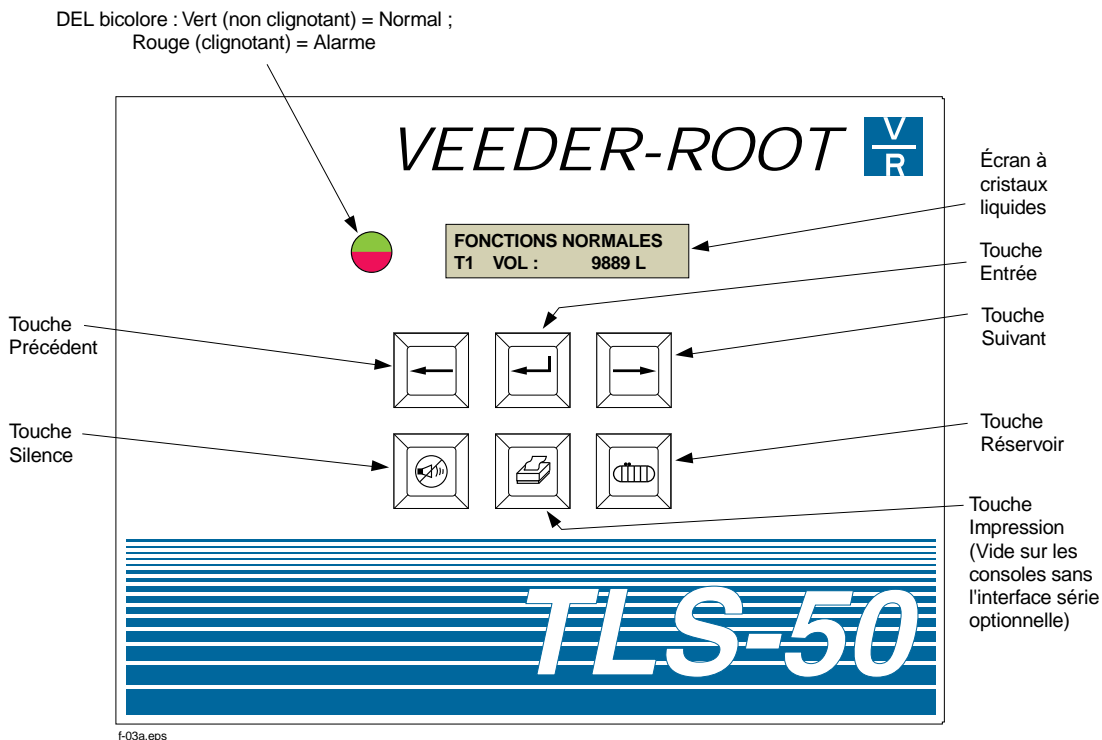 DEL bicolore : Vert (non clignotant) = Normal ;
Rouge (clignotant) = Alarme
VEEDER-ROOT
V
R
Écran à
cristaux
liquides
FONCTIONS NORMALES
T1 VOL : 9889 L
Touche
Entrée
Touche
Précédent
Touche
Suivant
Touche
Silence
Touche
Réservoir
Touche
Impression
(Vide sur les
consoles sans
l'interface série
optionnelle)
TLS-50
f-03a.eps